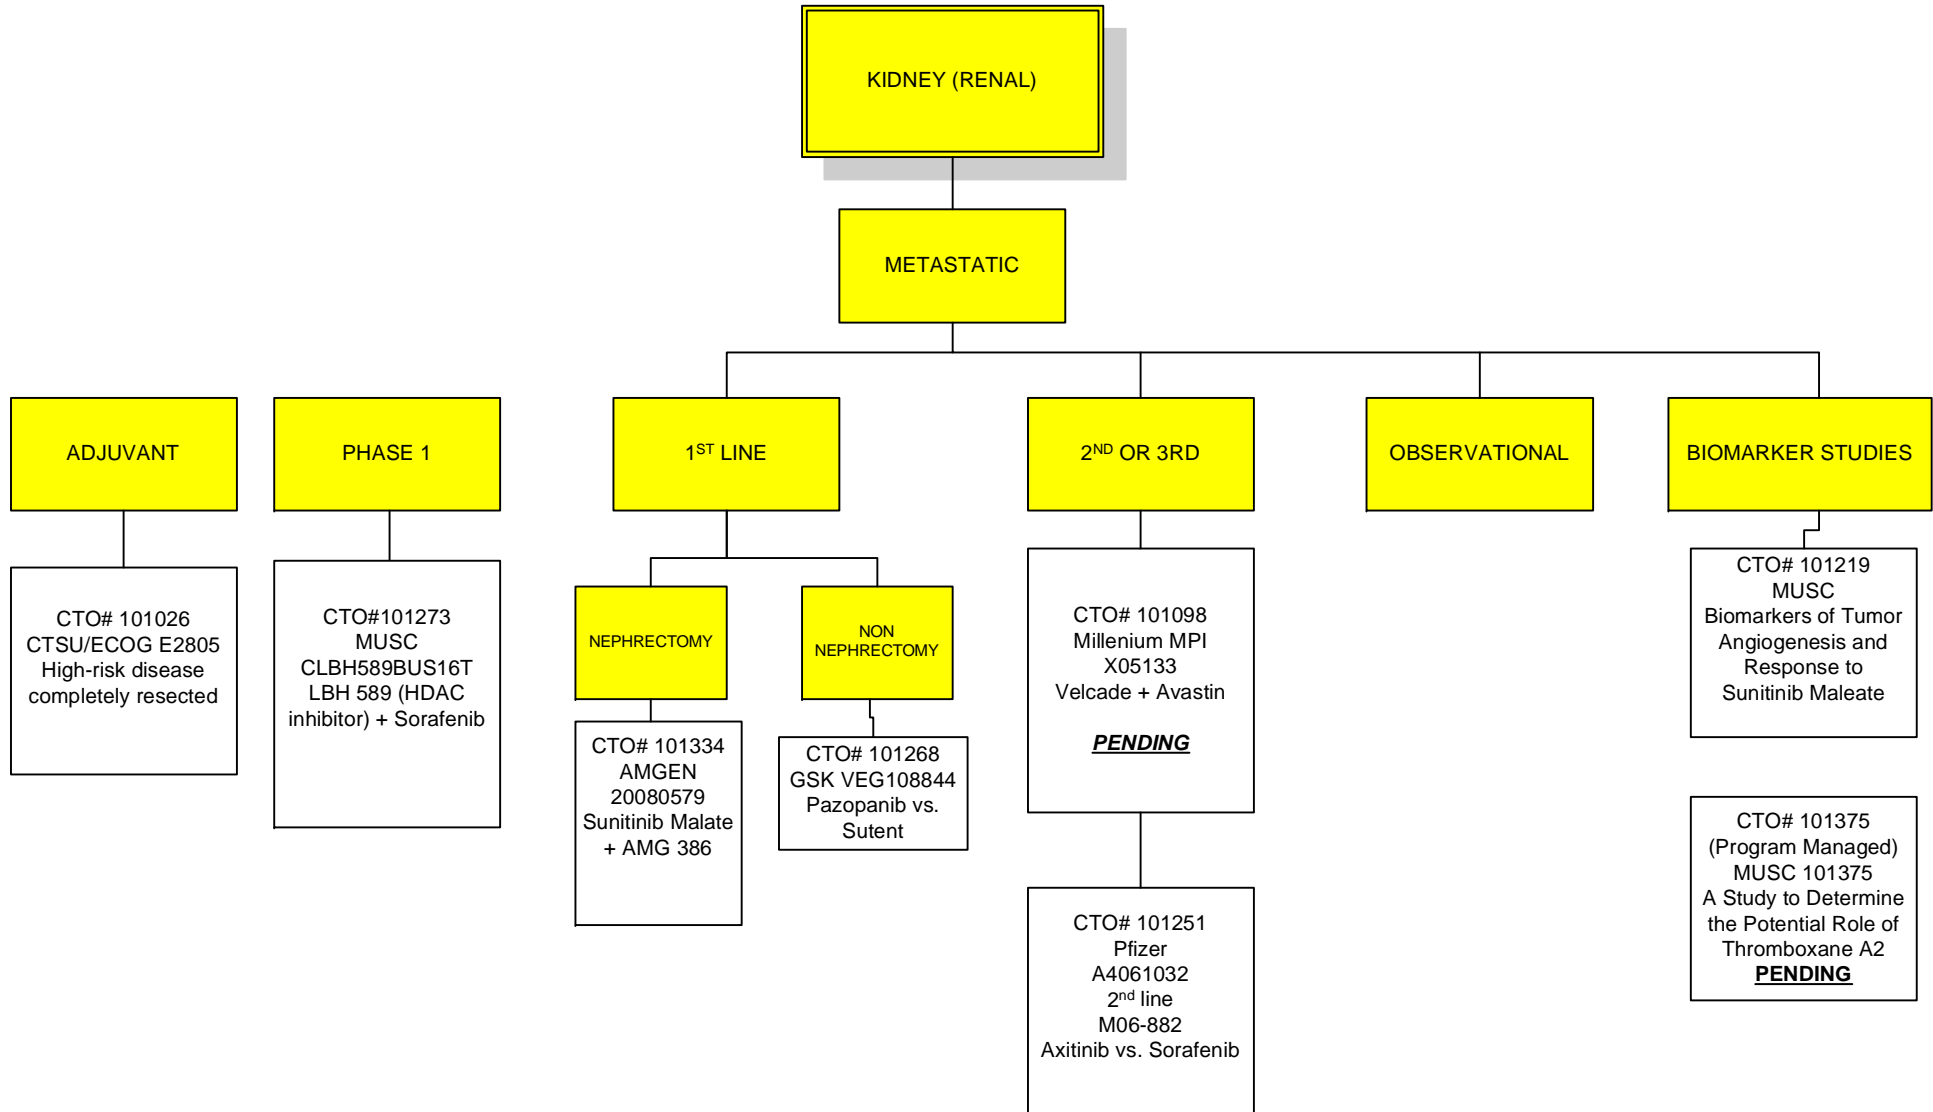 KIDNEY (RENAL)
METASTATIC
ADJUVANT
PHASE 1
1ST LINE
2ND OR 3RD
OBSERVATIONAL
BIOMARKER STUDIES
CTO# 101026
CTSU/ECOG E2805
High-risk disease
completely resected
CTO#101273
MUSC
CLBH589BUS16T
LBH 589 (HDAC
inhibitor) + Sorafenib
NEPHRECTOMY
NON
NEPHRECTOMY
CTO# 101334
AMGEN
20080579
Sunitinib Malate
+ AMG 386
CTO# 101268
GSK VEG108844
Pazopanib vs.
Sutent
CTO# 101098
Millenium MPI
X05133
Velcade + Avastin
PENDING
CTO# 101251
Pfizer
A4061032
2nd line
M06-882
Axitinib vs. Sorafenib
CTO# 101219
MUSC
Biomarkers of Tumor
Angiogenesis and
Response to
Sunitinib Maleate
CTO# 101375
(Program Managed)
MUSC 101375
A Study to Determine
the Potential Role of
Thromboxane A2
PENDING